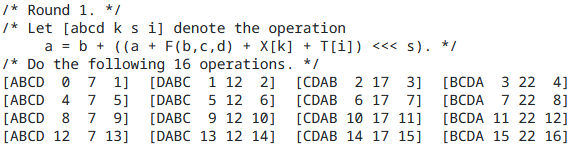 /* Round 1. */
/* Let [abcd k s i] denote the operation
     a = b + ((a + F(b,c,d) + X[k] + T[i]) <<< s). */
/* Do the following 16 operations. */
[ABCD  0  7  1]  [DABC  1 12  2]  [CDAB  2 17  3]  [BCDA  3 22  4]
[ABCD  4  7  5]  [DABC  5 12  6]  [CDAB  6 17  7]  [BCDA  7 22  8]
[ABCD  8  7  9]  [DABC  9 12 10]  [CDAB 10 17 11]  [BCDA 11 22 12]
[ABCD 12  7 13]  [DABC 13 12 14]  [CDAB 14 17 15]  [BCDA 15 22 16]